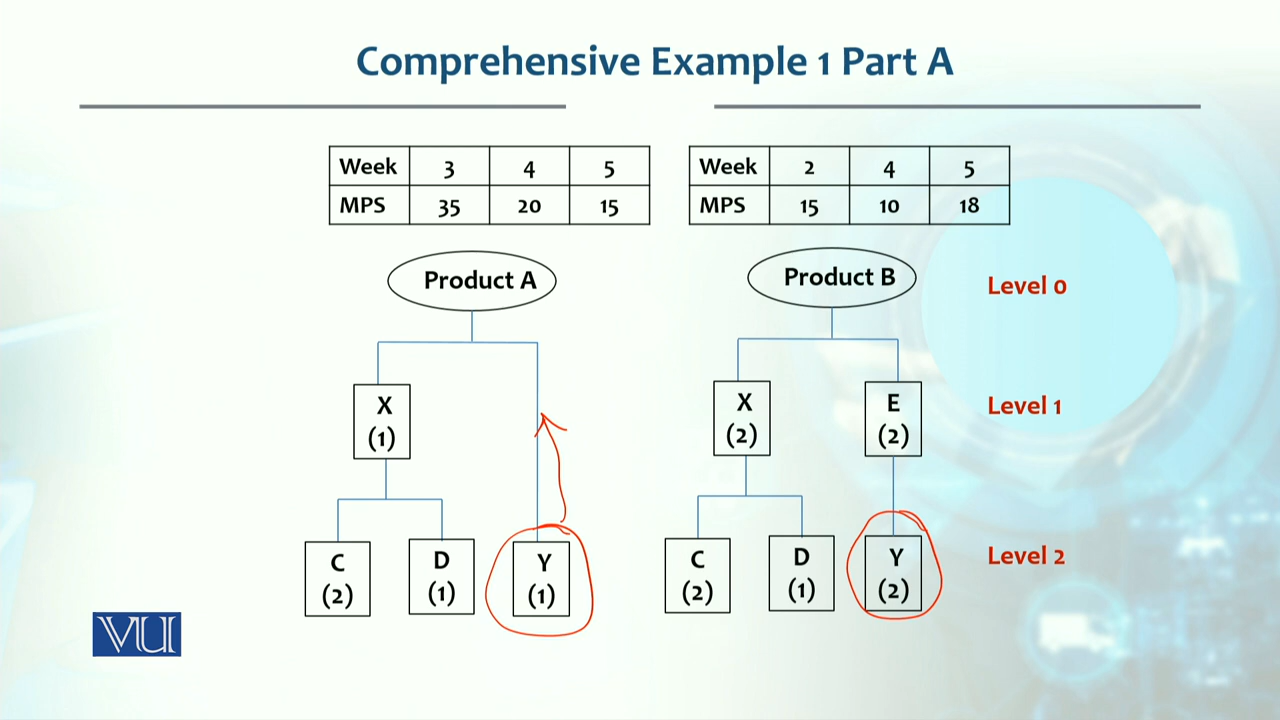 Comprehensive Example 1 Part A
Week 3 4 5
MPS 35 20 15
Week 2 4 5
MPS 15 10 18
Product A
Product B
Level 0
X
(1)
X
(2)
E
(2)
Level 1
C
(2)
D
(1)
Y
(1)
C
(2)
D
(1)
Y
(2)
Level 2
VU